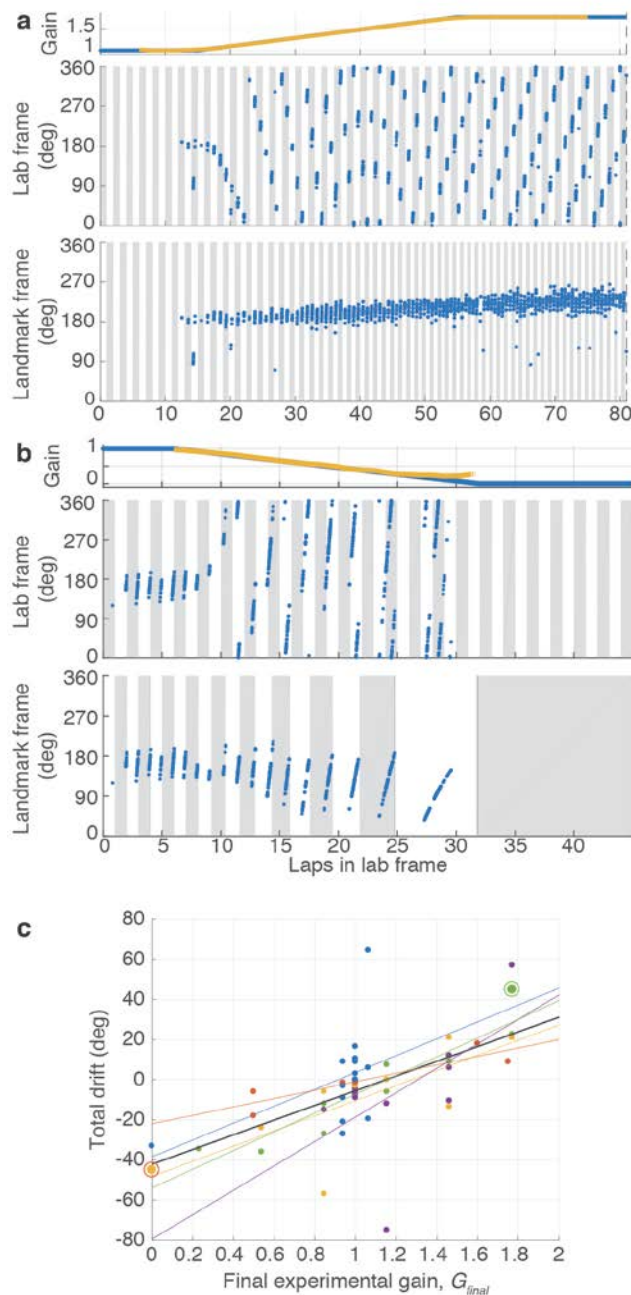 a
Gain
1.5
1
Lab frame
(deg)
360
270
180
90
0
Landmark frame
(deg)
360
270
180
90
0
0 10 20 30 40 50 60 70 80
b
Gain
1
0
Lab frame
(deg)
360
270
180
90
0
Landmark frame
(deg)
360
270
180
90
0
0 5 10 15 20 25 30 35 40
Laps in lab frame
c
Total drift (deg)
80
60
40
20
0
-20
-40
-60
-80
0 0.2 0.4 0.6 0.8 1 1.2 1.4 1.6 1.8 2
Final experimental gain, G final